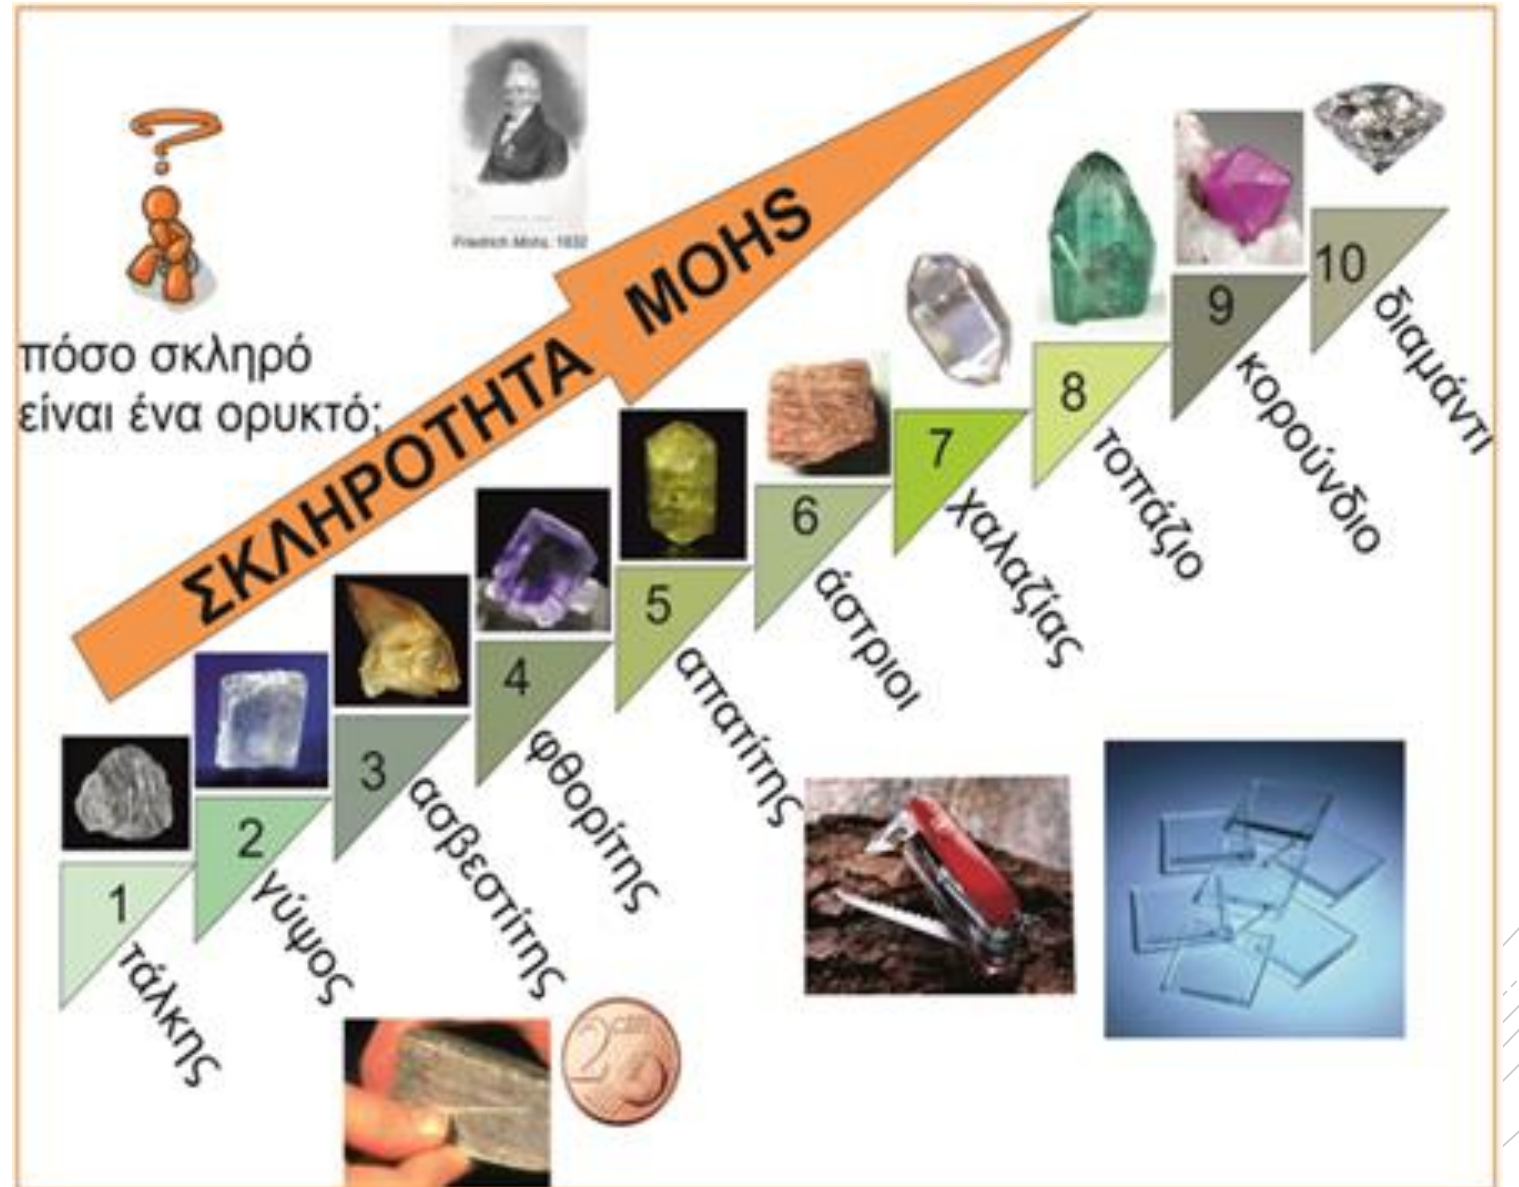 Friedrich Mohs, 1832
πόσο σκληρό
είναι ένα ορυκτό;
ΣΚΛΗΡΟΤΗΤΑ MOHS
1
τάλκης
2
γύψος
3
ασβεστίτης
4
φθορίτης
5
απατίτης
6
άστριοι
7
χαλαζίας
8
τοπάζιο
9
κορούνδιο
10
διαμάντι
2